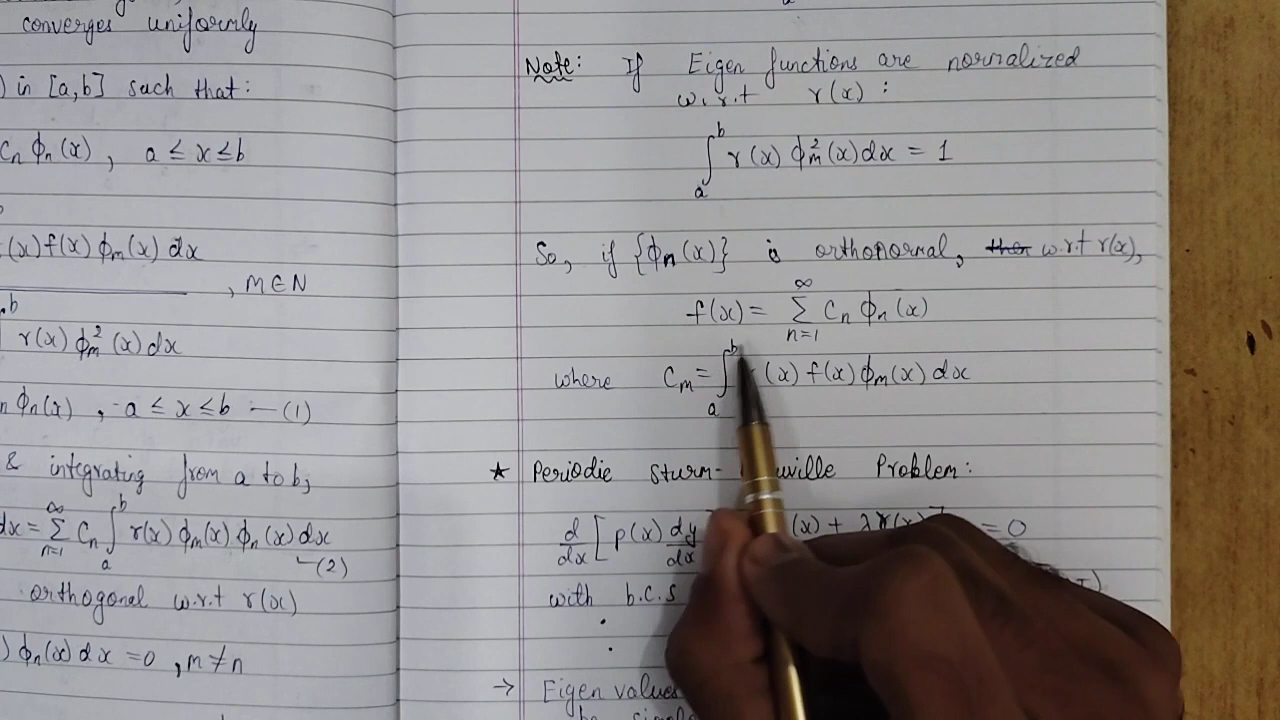 converges uniformly
) in [a,b] such that:
Cn ϕn(x), a ≤ x ≤ b
(x) f(x) ϕm(x) dx
, m∈N
b
r(x) ϕm²(x) dx
n ϕn(x), a ≤ x ≤ b —(1)
& integrating from a to b,
dx = ∑_{n=1}^{∞} Cn ∫_a^b r(x) ϕm(x) ϕn(x) dx
—(2)
orthogonal w.r.t r(x)
) ϕn(x) dx = 0, m ≠ n
Note: If Eigen functions are normalized
w.r.t r(x) :
∫_a^b r(x) ϕm²(x) dx = 1
So, if {ϕn(x)} is orthonormal, then w.r.t r(x),
f(x) = ∑_{n=1}^{∞} Cn ϕn(x)
where Cm = ∫_a^b (x) f(x) ϕm(x) dx
★ Periodic Sturm- uville Problem:
d/dx [p(x) dy/dx (x) + λr(x)] = 0
with b.c.s
→ Eigen values
be simple